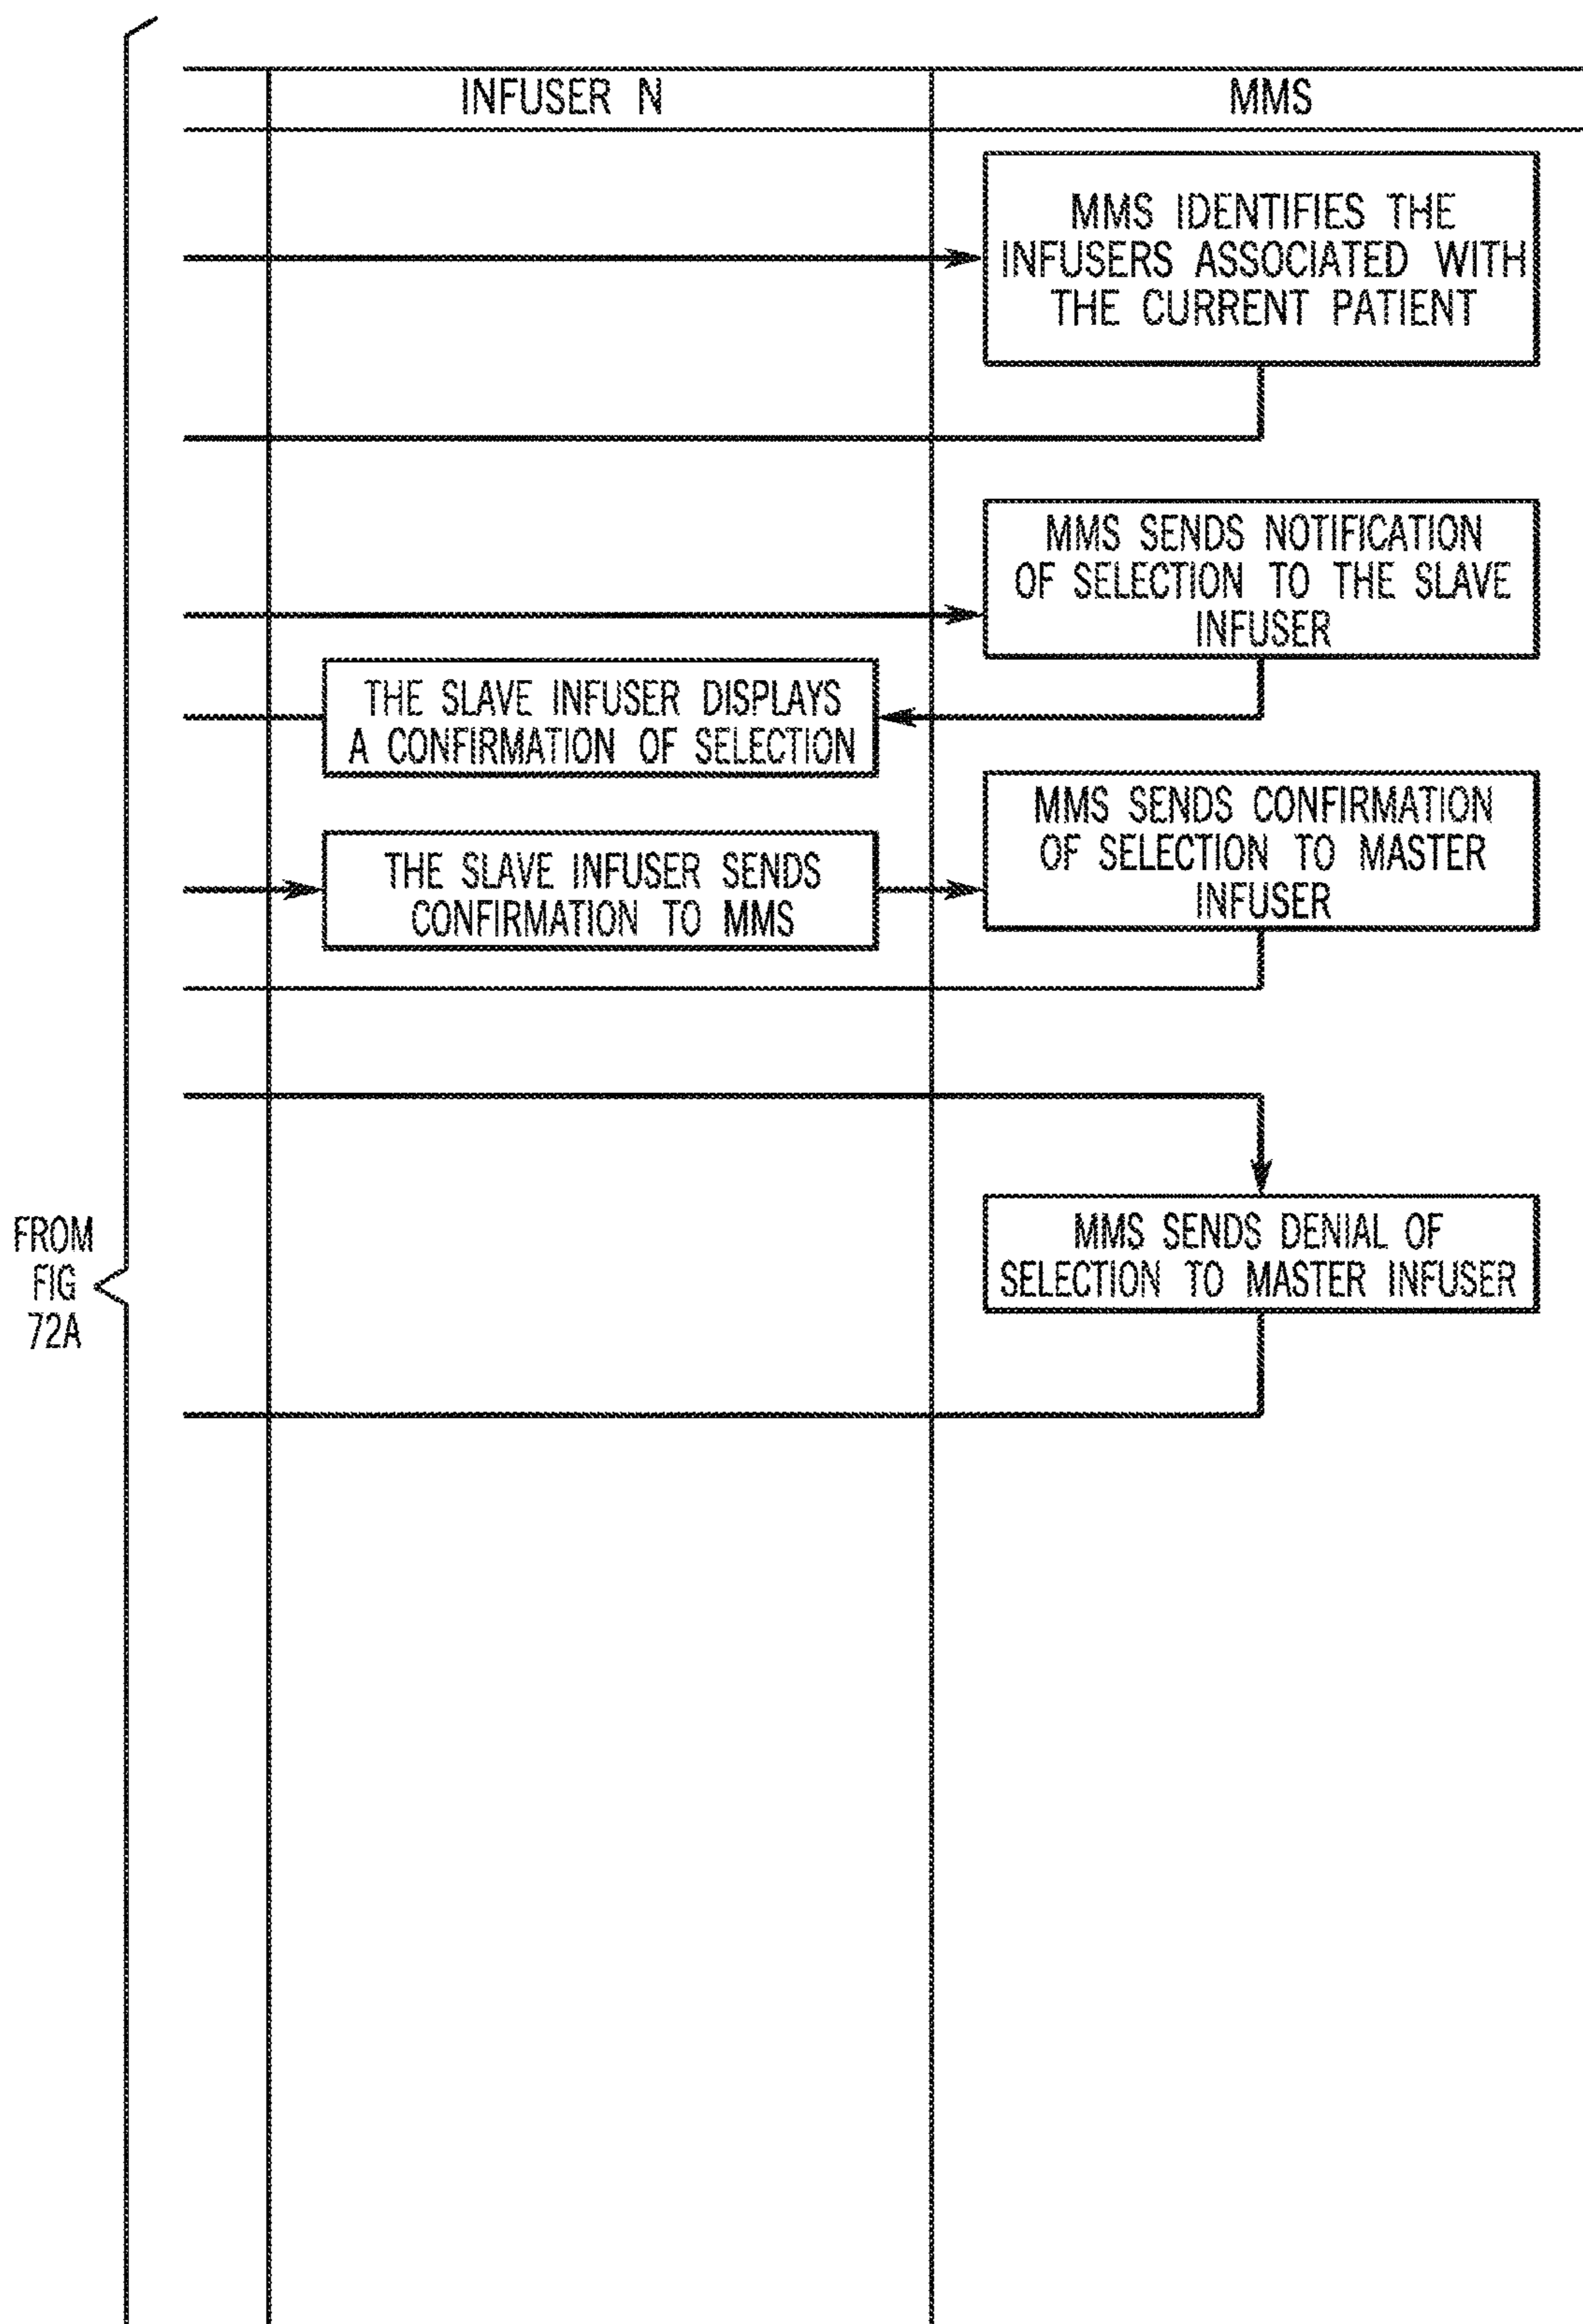 INFUSER N
MMS
MMS IDENTIFIES THE
INFUSERS ASSOCIATED WITH
THE CURRENT PATIENT
MMS SENDS NOTIFICATION
OF SELECTION TO THE SLAVE
INFUSER
THE SLAVE INFUSER DISPLAYS
A CONFIRMATION OF SELECTION
THE SLAVE INFUSER SENDS
CONFIRMATION TO MMS
MMS SENDS CONFIRMATION
OF SELECTION TO MASTER
INFUSER
MMS SENDS DENIAL OF
SELECTION TO MASTER INFUSER
FROM
FIG
72A